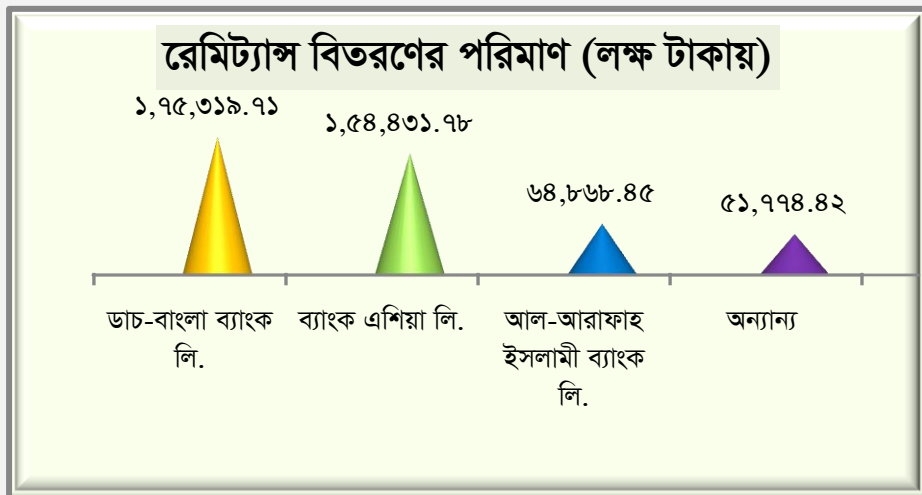 রেমিট্যান্স বিতরণের পরিমাণ (লক্ষ টাকায়)
১,৭৫,৩১৯.৭১
১,৫৪,৪৩১.৭৮
৬৪,৮৬৮.৪৫
৫১,৭৭৪.৪২
ডাচ-বাংলা ব্যাংক
লি.
ব্যাংক এশিয়া লি.
আল-আরাফাহ
ইসলামী ব্যাংক
লি.
অন্যান্য